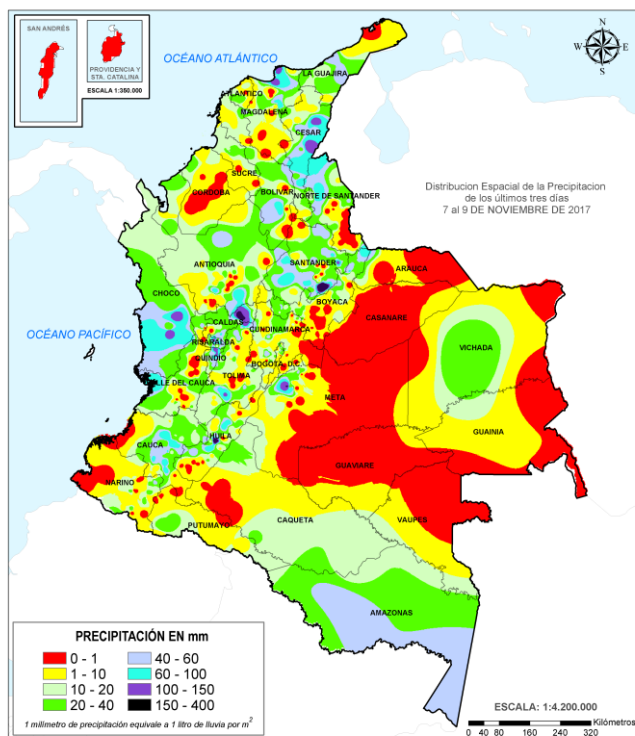 SAN ANDRÉS
PROVIDENCIA Y
STA. CATALINA
ESCALA 1:350.000
OCÉANO ATLÁNTICO
N
W
E
S
LA GUAJIRA
ATLANTICO
MAGDALENA
CESAR
SUCRE
CORDOBA
BOLIVAR
NORTE DE SANTANDER
Distribucion Espacial de la Precipitacion
de los últimos tres días
7 al 9 DE NOVIEMBRE DE 2017
ANTIOQUIA
SANTANDER
ARAUCA
CHOCO
BOYACA
CASANARE
OCÉANO PACÍFICO
CALDAS
CUNDINAMARCA
RISARALDA
VICHADA
QUINDIO
BOGOTA D.C.
TOLIMA
VALLE DEL CAUCA
META
GUAINIA
CAUCA
HUILA
GUAVIARE
NARIÑO
PUTUMAYO
CAQUETA
VAUPES
AMAZONAS
PRECIPITACIÓN EN mm
0 - 1
40 - 60
1 - 10
60 - 100
10 - 20
100 - 150
20 - 40
150 - 400
1 milimetro de precipitación equivale a 1 litro de lluvia por m²
ESCALA: 1:4.200.000
Kilómetros
0 40 80 160 240 320